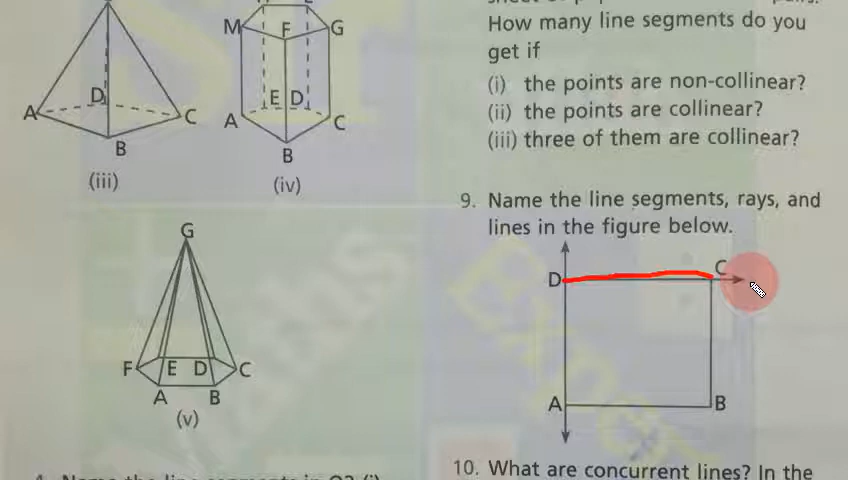 M
F
G
E
D
A
C
B
(iv)
A
D
C
B
(iii)
G
F
E
D
C
A
B
(v)
How many line segments do you
get if
(i) the points are non-collinear?
(ii) the points are collinear?
(iii) three of them are collinear?
9. Name the line segments, rays, and
lines in the figure below.
D
C
A
B
10. What are concurrent lines? In the